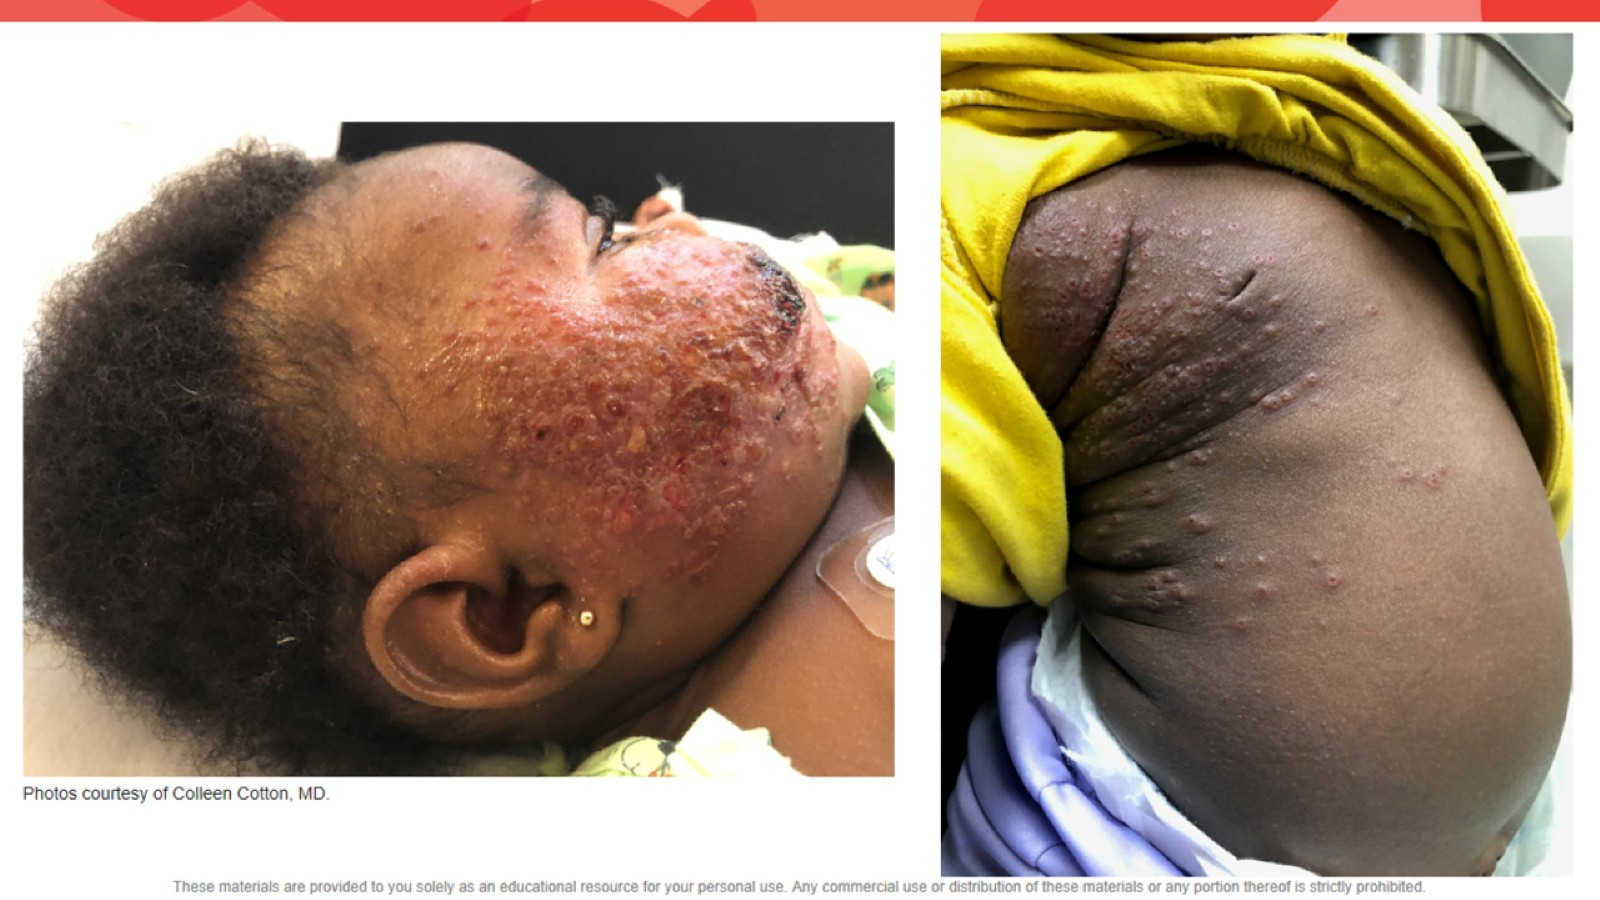 Photos courtesy of Colleen Cotton, MD.
These materials are provided to you solely as an educational resource for your personal use. Any commercial use or distribution of these materials or any portion thereof is strictly prohibited.